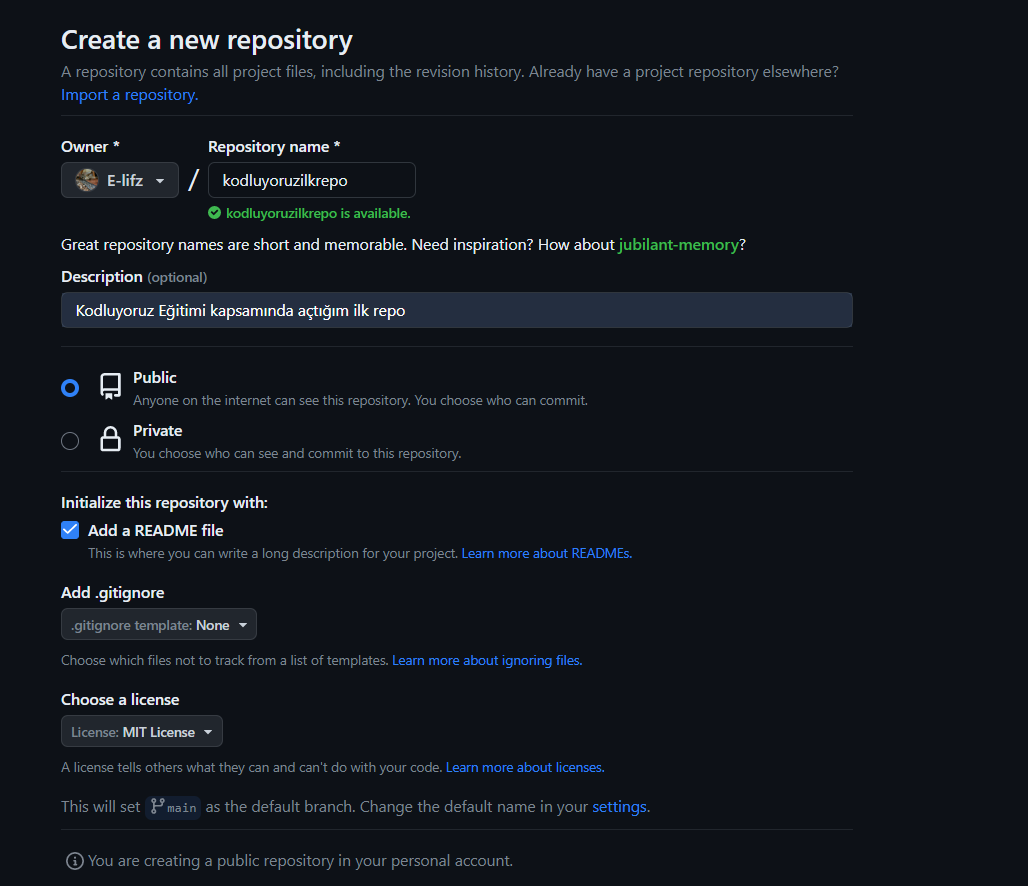 Create a new repository
A repository contains all project files, including the revision history. Already have a project repository elsewhere?
Import a repository.
Owner *
Repository name *
E-lifz
/
kodluyoruzilkrepo
kodluyoruzilkrepo is available.
Great repository names are short and memorable. Need inspiration? How about jubilant-memory?
Description (optional)
Kodluyoruz Eğitimi kapsamında açtığım ilk repo
Public
Anyone on the internet can see this repository. You choose who can commit.
Private
You choose who can see and commit to this repository.
Initialize this repository with:
Add a README file
This is where you can write a long description for your project. Learn more about READMEs.
Add .gitignore
.gitignore template: None
Choose which files not to track from a list of templates. Learn more about ignoring files.
Choose a license
License: MIT License
A license tells others what they can and can't do with your code. Learn more about licenses.
This will set main as the default branch. Change the default name in your settings.
You are creating a public repository in your personal account.